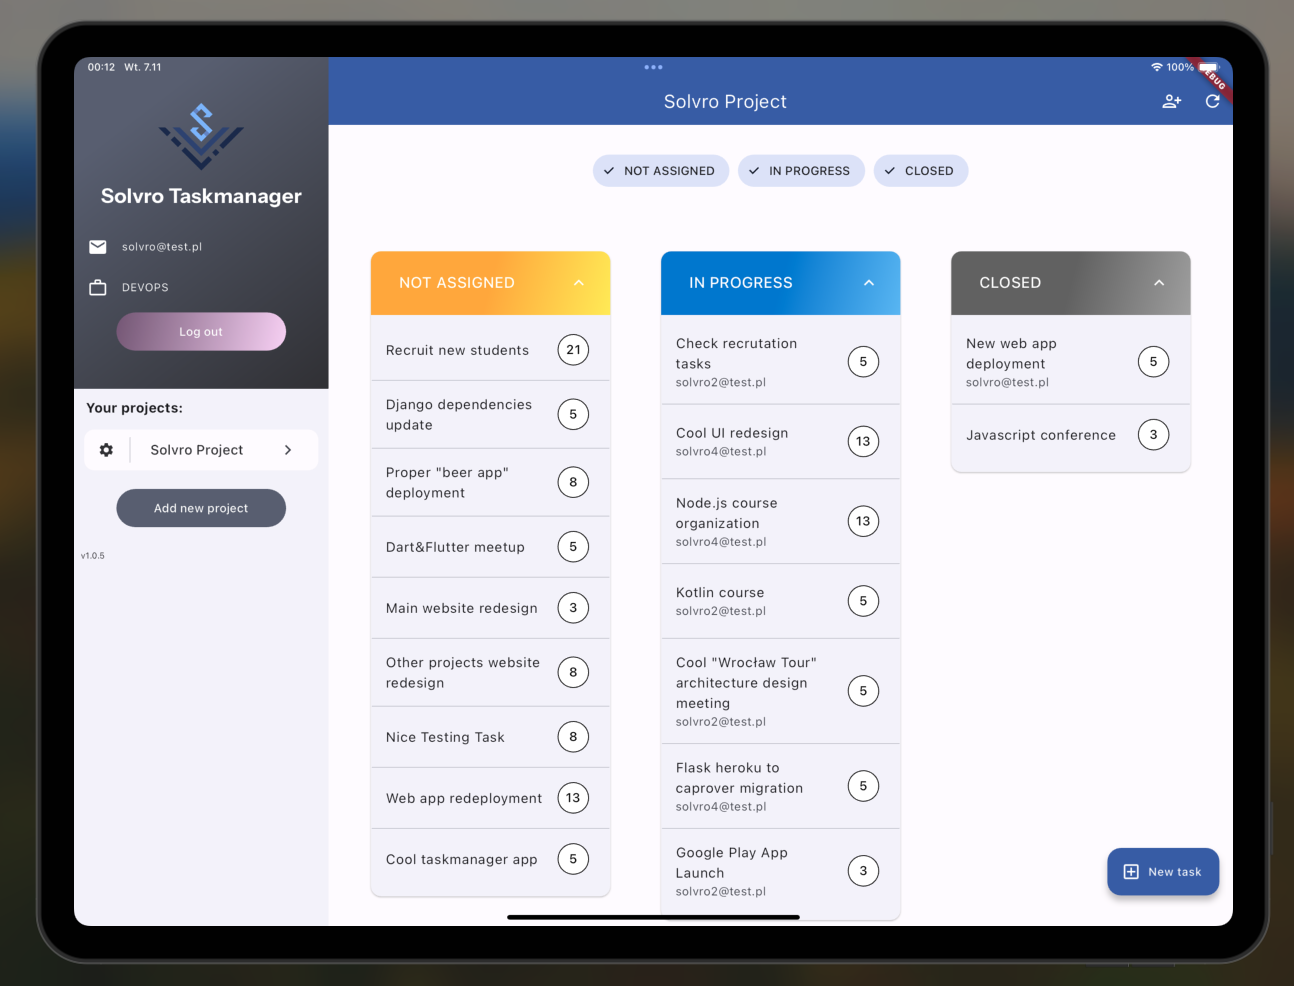 00:12 Wt. 7.11
100%
Solvro Taskmanager
solvro@test.pl
DEVOPS
Log out
Your projects:
Solvro Project
Add new project
v1.0.5
Solvro Project
NOT ASSIGNED
IN PROGRESS
CLOSED
NOT ASSIGNED
Recruit new students
21
Django dependencies
update
5
Proper "beer app"
deployment
8
Dart&Flutter meetup
5
Main website redesign
3
Other projects website
redesign
8
Nice Testing Task
8
Web app redeployment
13
Cool taskmanager app
5
IN PROGRESS
Check recrutation
tasks
solvro2@test.pl
5
Cool UI redesign
solvro4@test.pl
13
Node.js course
organization
solvro4@test.pl
13
Kotlin course
solvro2@test.pl
5
Cool "Wrocław Tour"
architecture design
meeting
solvro2@test.pl
5
Flask heroku to
caprover migration
solvro4@test.pl
5
Google Play App
Launch
solvro2@test.pl
3
CLOSED
New web app
deployment
solvro@test.pl
5
Javascript conference
3
New task